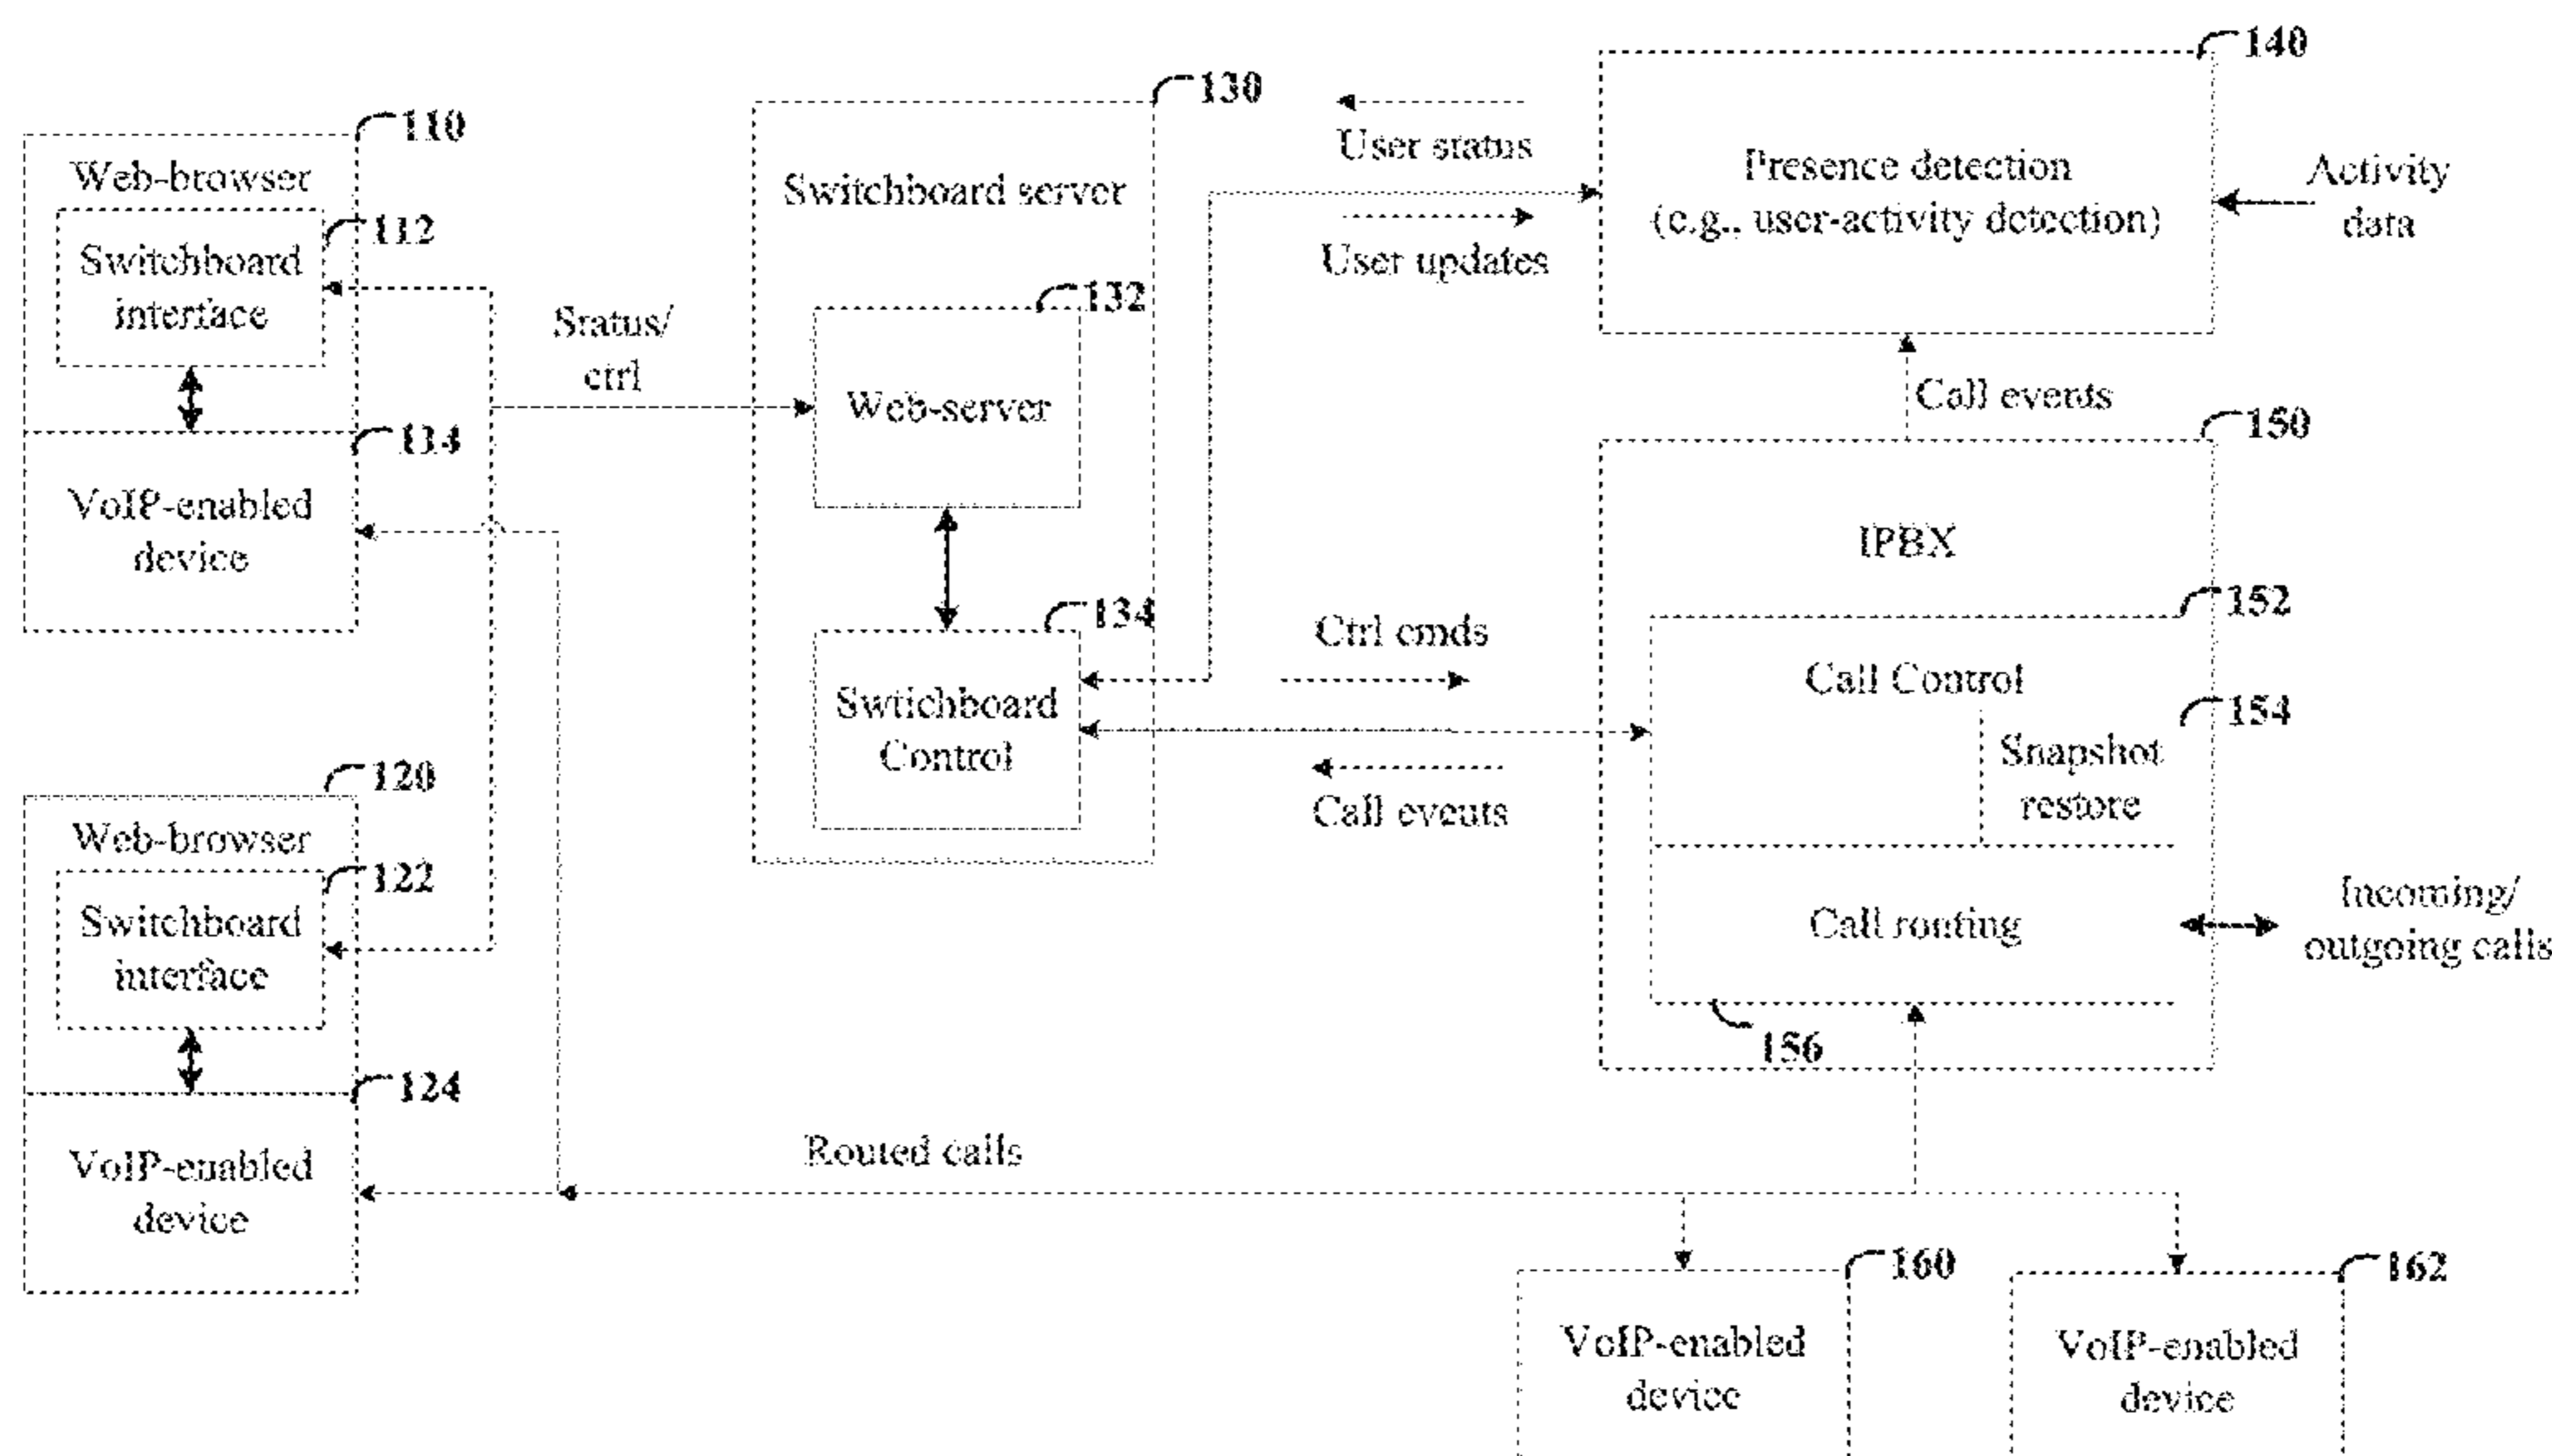 110
Web-browser
112
Switchboard
interface
114
VoIP-enabled
device
120
Web-browser
122
Switchboard
interface
124
VoIP-enabled
device
Status/
ctrl
130
Switchboard server
132
Web-server
134
Swtichboard
Control
User status
User updates
Ctrl cmds
Call events
140
Presence detection
(e.g., user-activity detection)
Activity
data
Call events
150
IPBX
152
Call Control
154
Snapshot
restore
Call routing
156
Incoming/
outgoing calls
Routed calls
160
VoIP-enabled
device
162
VoIP-enabled
device